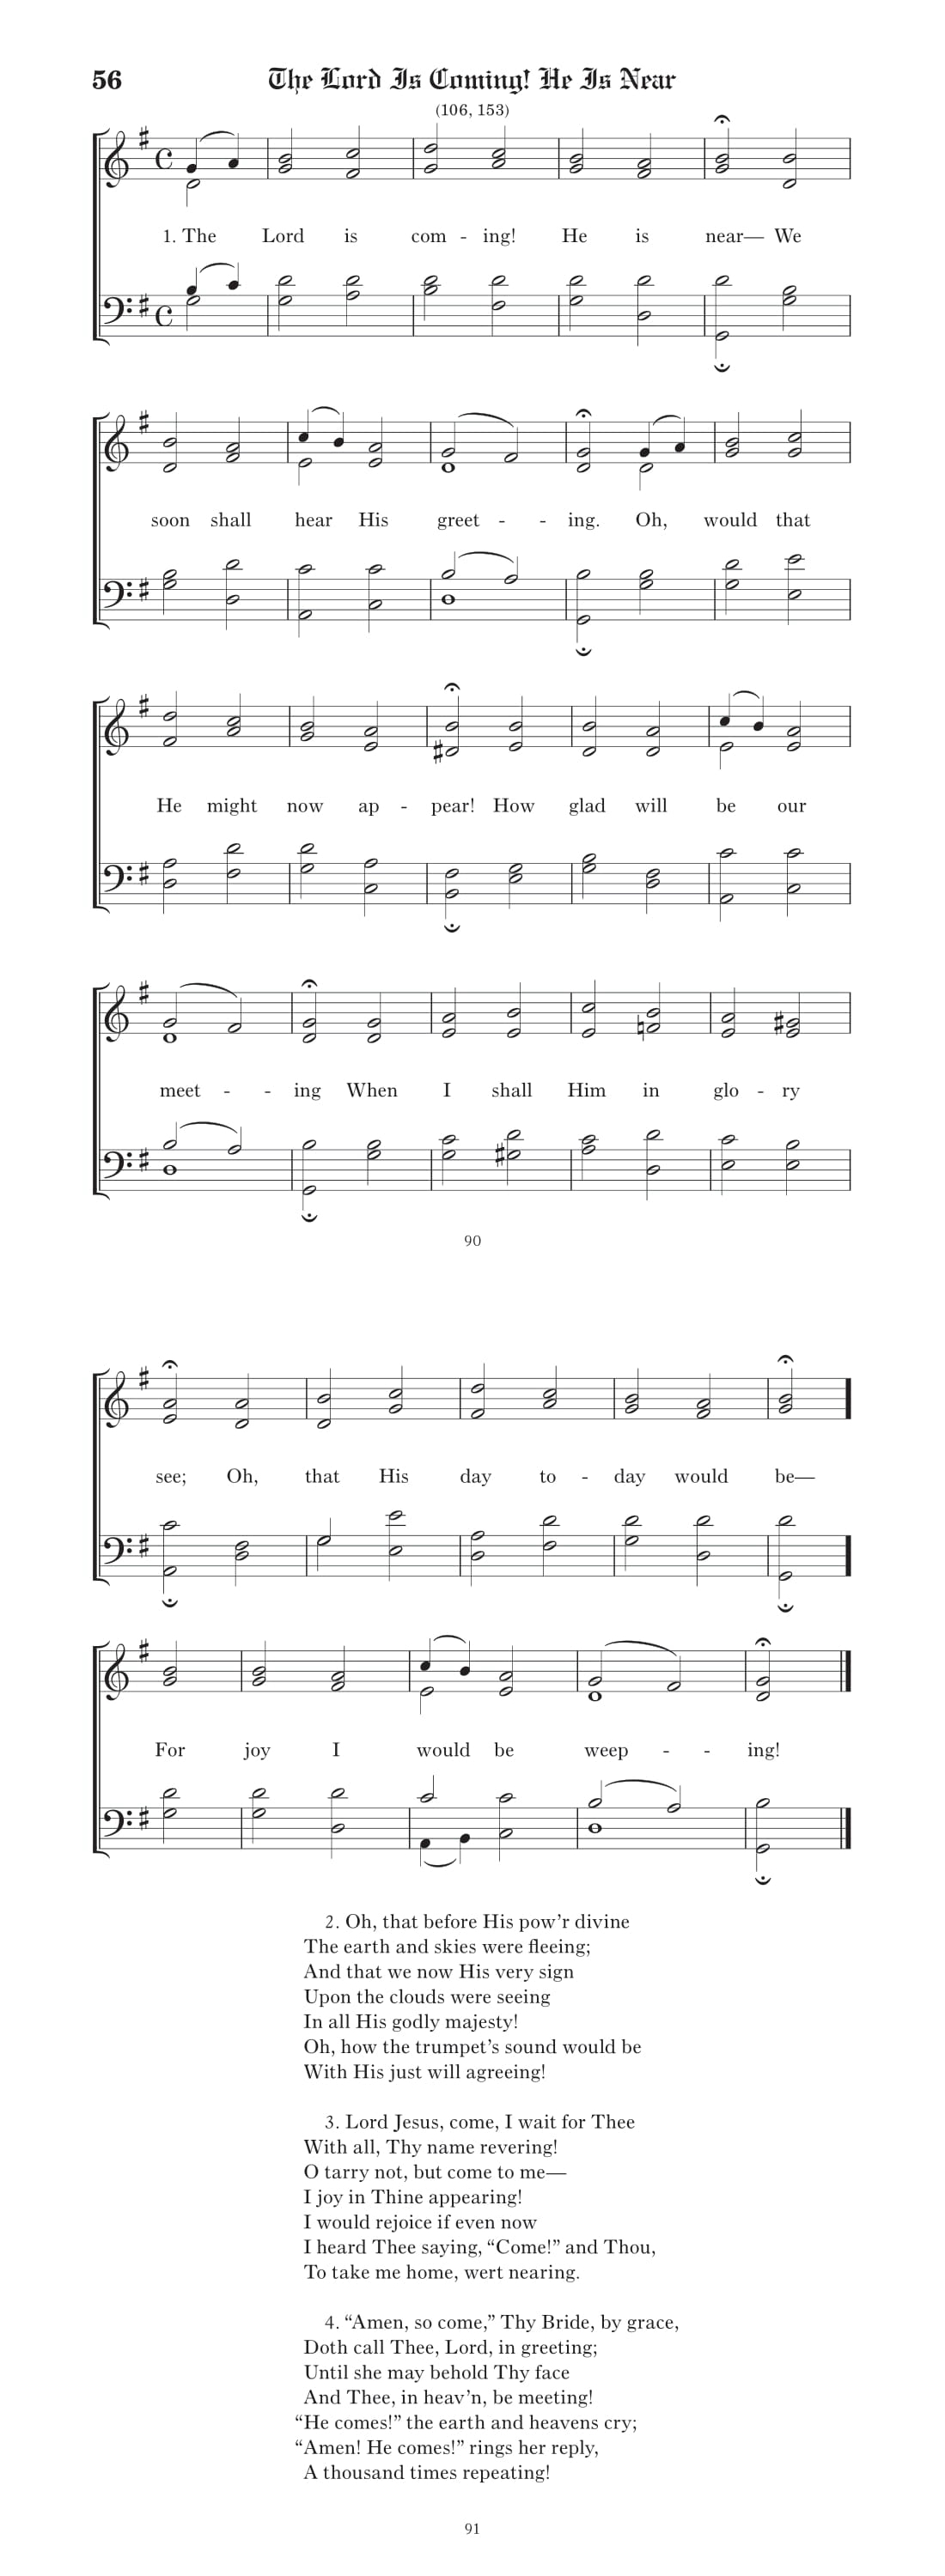 56 The Lord Is Coming! He Is Near
(106, 153)
1. The Lord is com - ing! He is near— We
soon shall hear His greet - - ing. Oh, would that
He might now ap - pear! How glad will be our
meet - - ing When I shall Him in glo - ry
90
see; Oh, that His day to - day would be—
For joy I would be weep - - ing!
2. Oh, that before His pow’r divine
The earth and skies were fleeing;
And that we now His very sign
Upon the clouds were seeing
In all His godly majesty!
Oh, how the trumpet’s sound would be
With His just will agreeing!
3. Lord Jesus, come, I wait for Thee
With all, Thy name revering!
O tarry not, but come to me—
I joy in Thine appearing!
I would rejoice if even now
I heard Thee saying, “Come!” and Thou,
To take me home, wert nearing.
4. “Amen, so come,” Thy Bride, by grace,
Doth call Thee, Lord, in greeting;
Until she may behold Thy face
And Thee, in heav’n, be meeting!
“He comes!” the earth and heavens cry;
“Amen! He comes!” rings her reply,
A thousand times repeating!
91